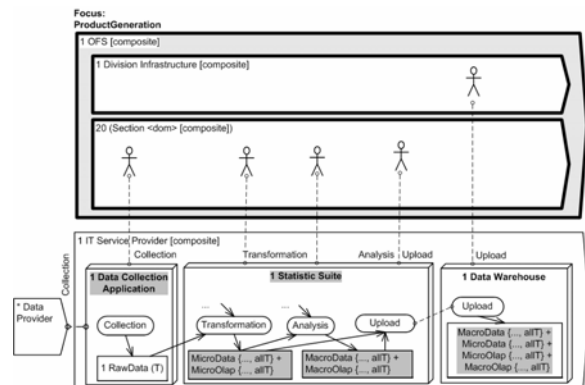 Focus:
ProductGeneration
1 OFS [composite]
1 Division Infrastructure [composite]
20 (Section <dom> [composite])
1 IT Service Provider [composite]
Collection
Transformation
Analysis
Upload
Upload
Collection
* Data
Provider
1 Data Collection
Application
Collection
1 RawData (T)
1 Statistic Suite
...
...
Transformation
Analysis
Upload
MicroData {..., allT} +
MicroOlap {..., allT}
MacroData {..., allT} +
MacroOlap {..., allT}
1 Data Warehouse
Upload
MacroData {..., allT} +
MicroData {..., allT} +
MicroOlap {..., allT} +
MacroOlap {..., allT}